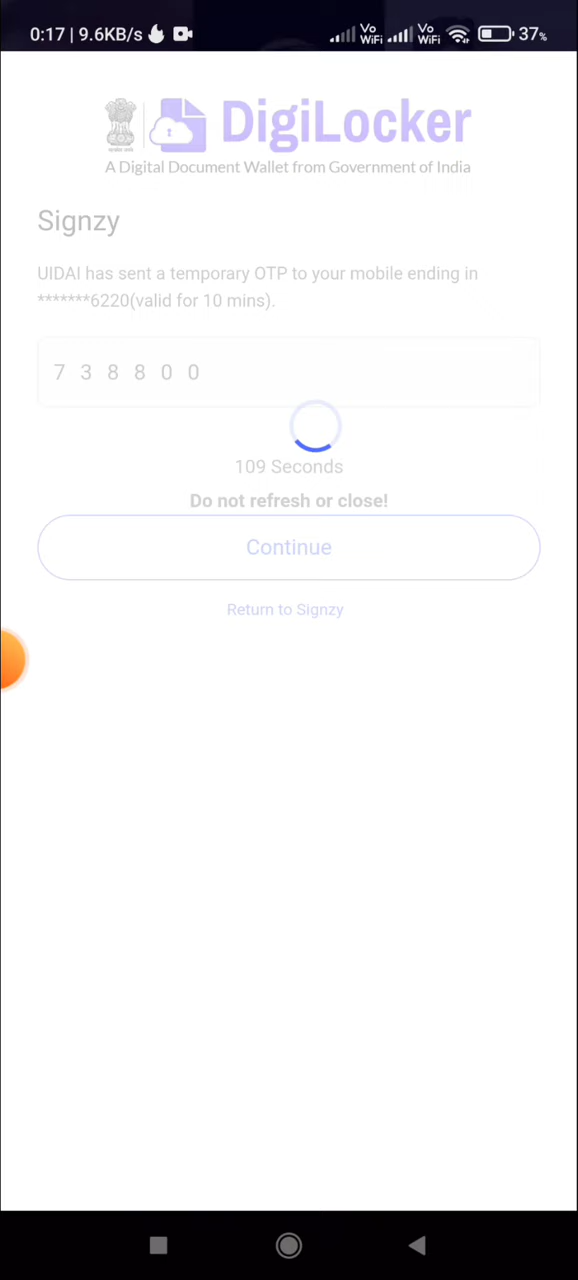 0:17 | 9.6KB/s Vo WiFi Vo WiFi 37%
DigiLocker
A Digital Document Wallet from Government of India
Signzy
UIDAI has sent a temporary OTP to your mobile ending in
*******6220(valid for 10 mins).
7 3 8 8 0 0
109 Seconds
Do not refresh or close!
Continue
Return to Signzy